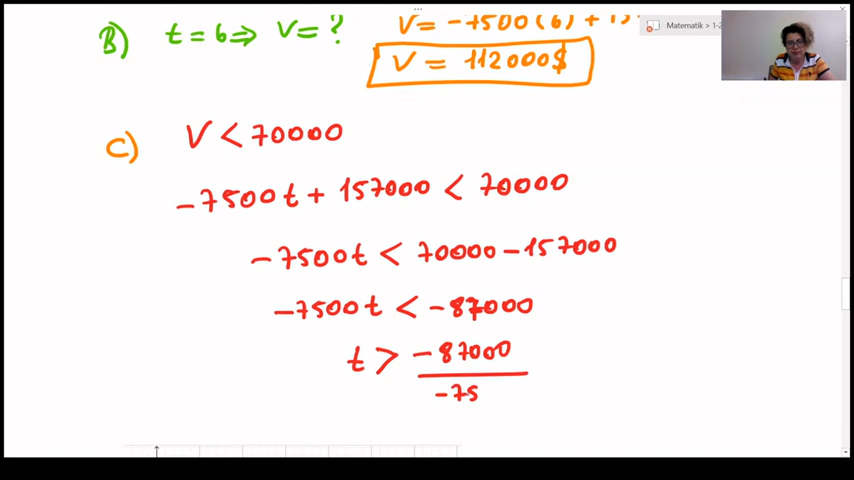 B) t = 6 ⇒ V = ?
V = -7500 (6) + 15
V = 112000$
C) V < 70000
-7500t + 157000 < 70000
-7500t < 70000 - 157000
-7500t < -87000
t > -87000
-75
Matematik > 1-2